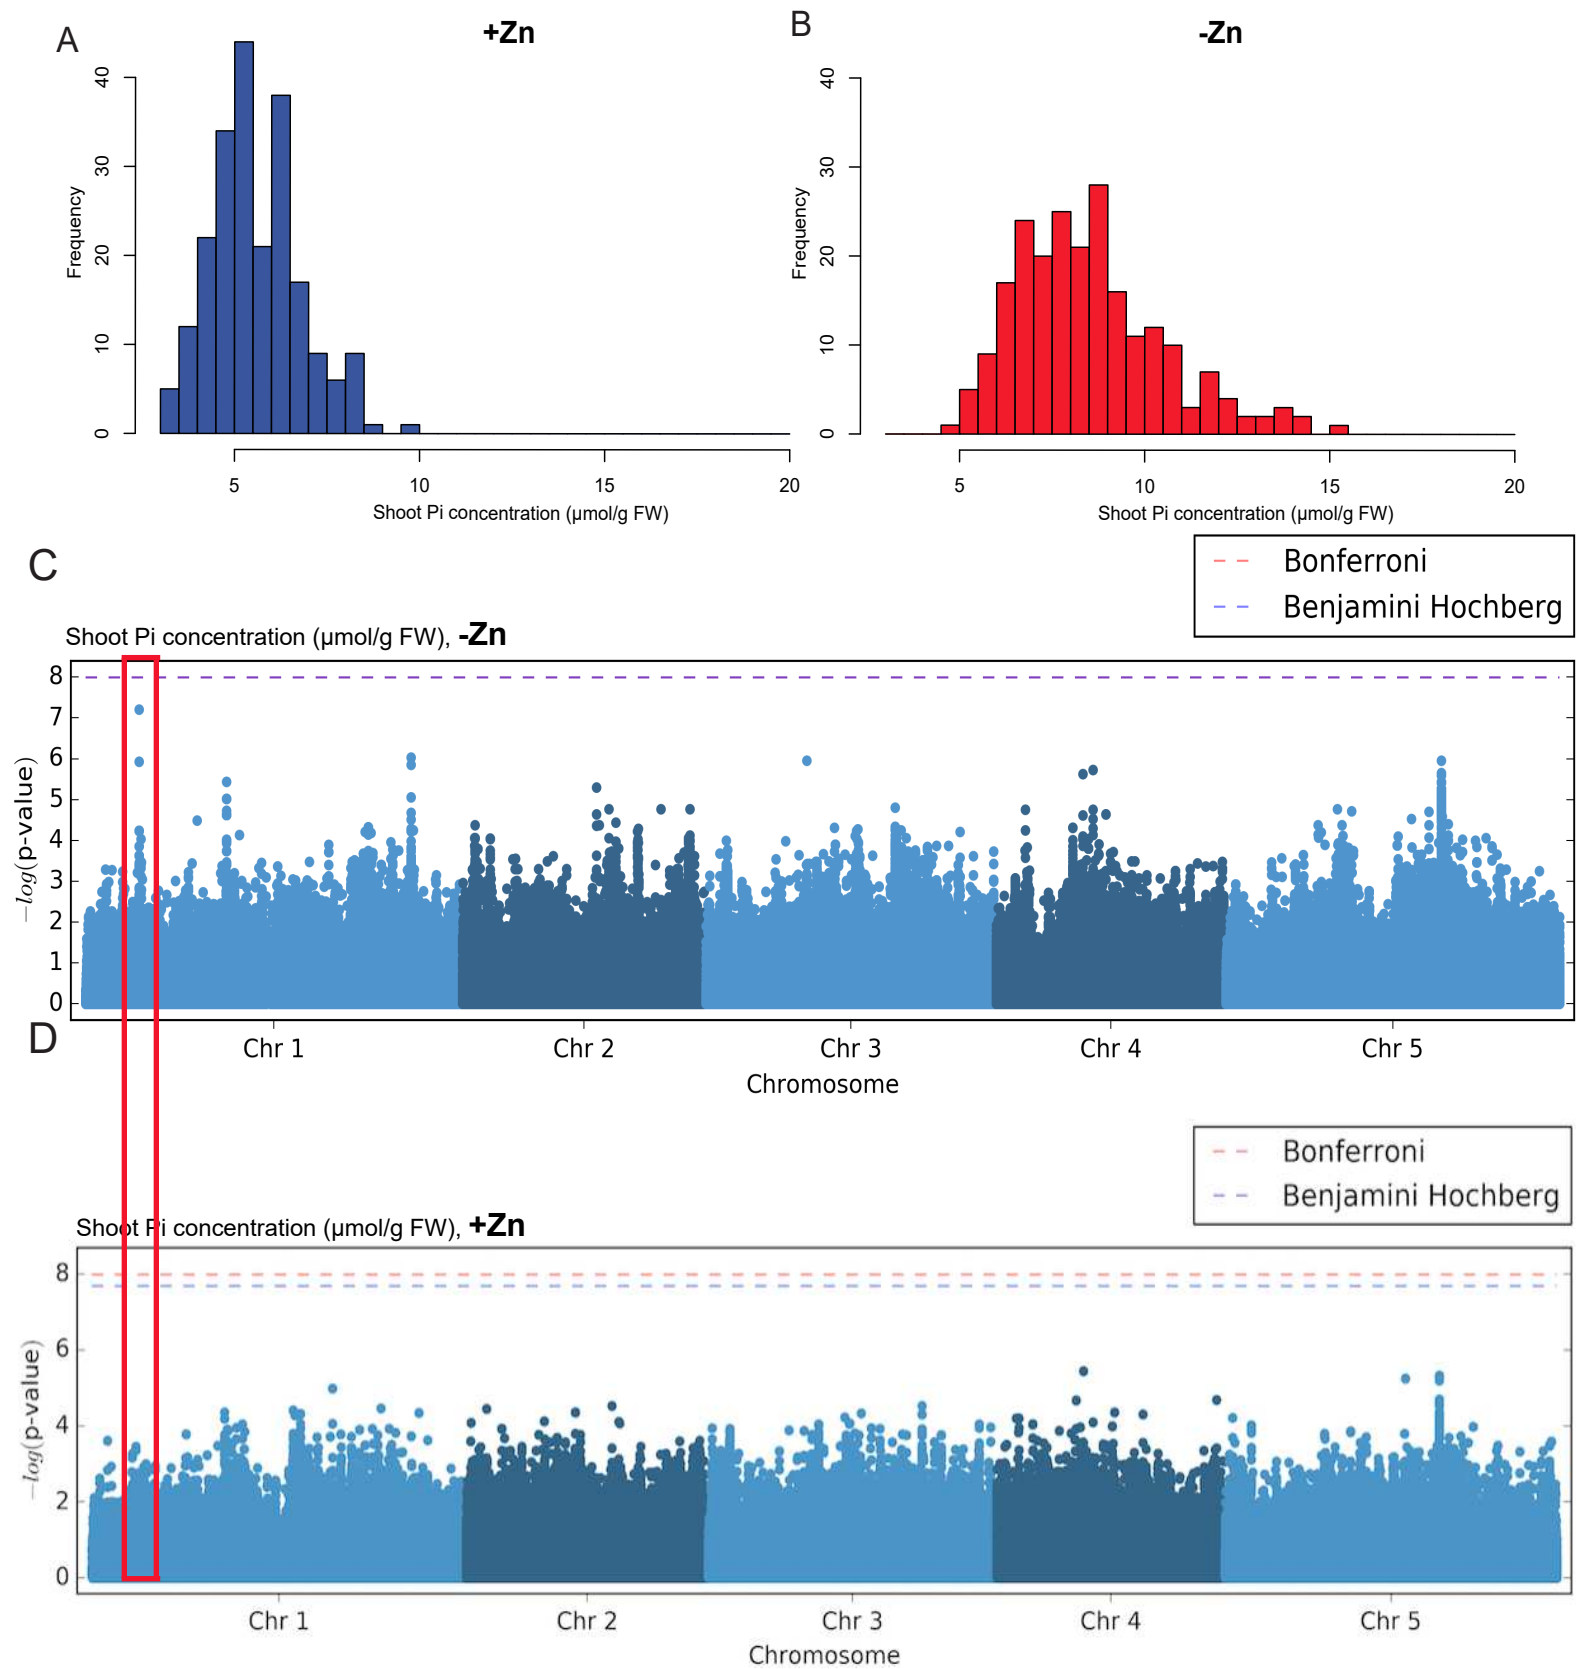 A
+Zn
40
30
20
10
0
Frequency
5 10 15 20
Shoot Pi concentration (µmol/g FW)
B
-Zn
40
30
20
10
0
Frequency
5 10 15 20
Shoot Pi concentration (µmol/g FW)
C
Bonferroni
Benjamini Hochberg
Shoot Pi concentration (µmol/g FW), -Zn
8
7
6
5
4
3
2
1
0
−log(p-value)
Chr 1 Chr 2 Chr 3 Chr 4 Chr 5
Chromosome
D
Bonferroni
Benjamini Hochberg
Shoot Pi concentration (µmol/g FW), +Zn
8
6
4
2
0
−log(p-value)
Chr 1 Chr 2 Chr 3 Chr 4 Chr 5
Chromosome